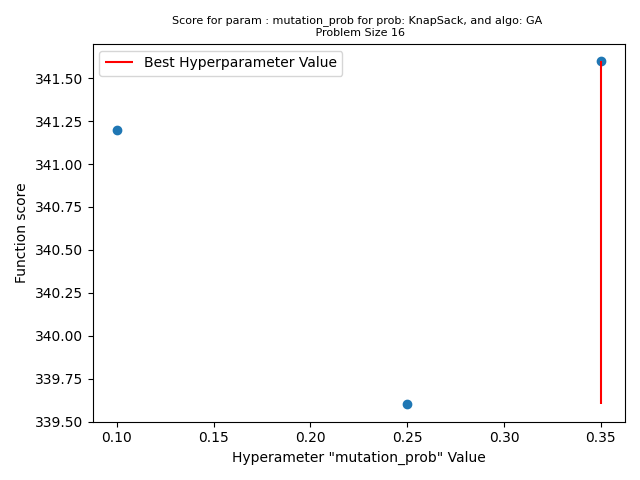 Score for param : mutation_prob for prob: KnapSack, and algo: GA
Problem Size 16
Best Hyperparameter Value
341.50
341.25
341.00
340.75
340.50
340.25
340.00
339.75
339.50
Function score
0.10 0.15 0.20 0.25 0.30 0.35
Hyperameter "mutation_prob" Value